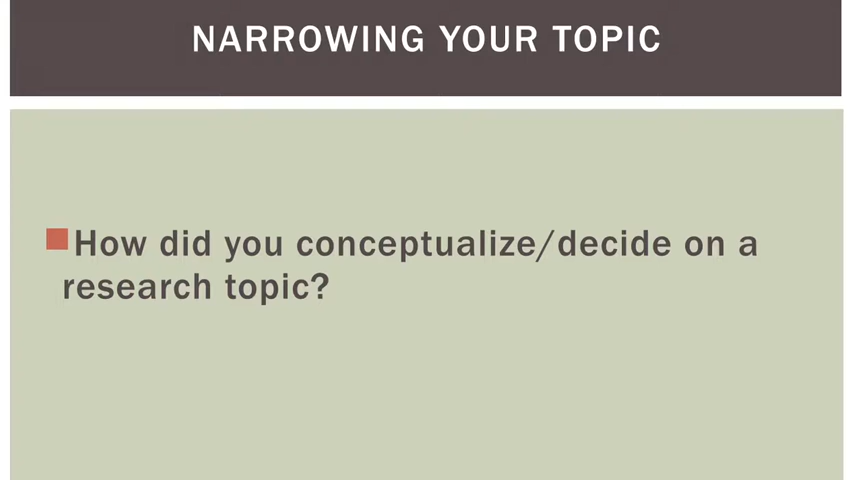 NARROWING YOUR TOPIC
How did you conceptualize/decide on a
research topic?